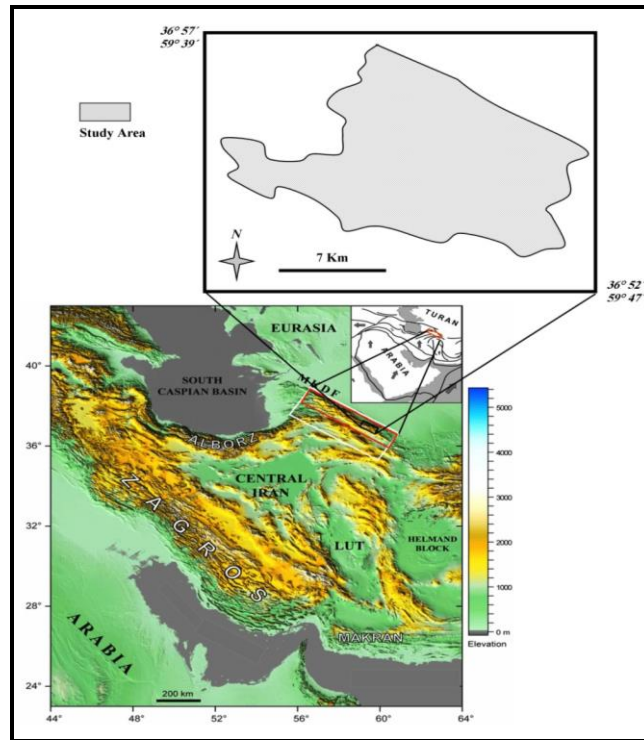 36° 57´
59° 39´
Study Area
N
7 Km
36° 52´
59° 47´
EURASIA
TURAN
ARABIA
40°
SOUTH
CASPIAN BASIN
MKDF
ALBORZ
36°
CENTRAL
IRAN
ZAGROS
32°
LUT
HELMAND
BLOCK
28°
MAKRAN
ARABIA
24°
200 km
44°
48°
52°
56°
60°
64°
5000
4000
3000
2000
1000
0 m
Elevation